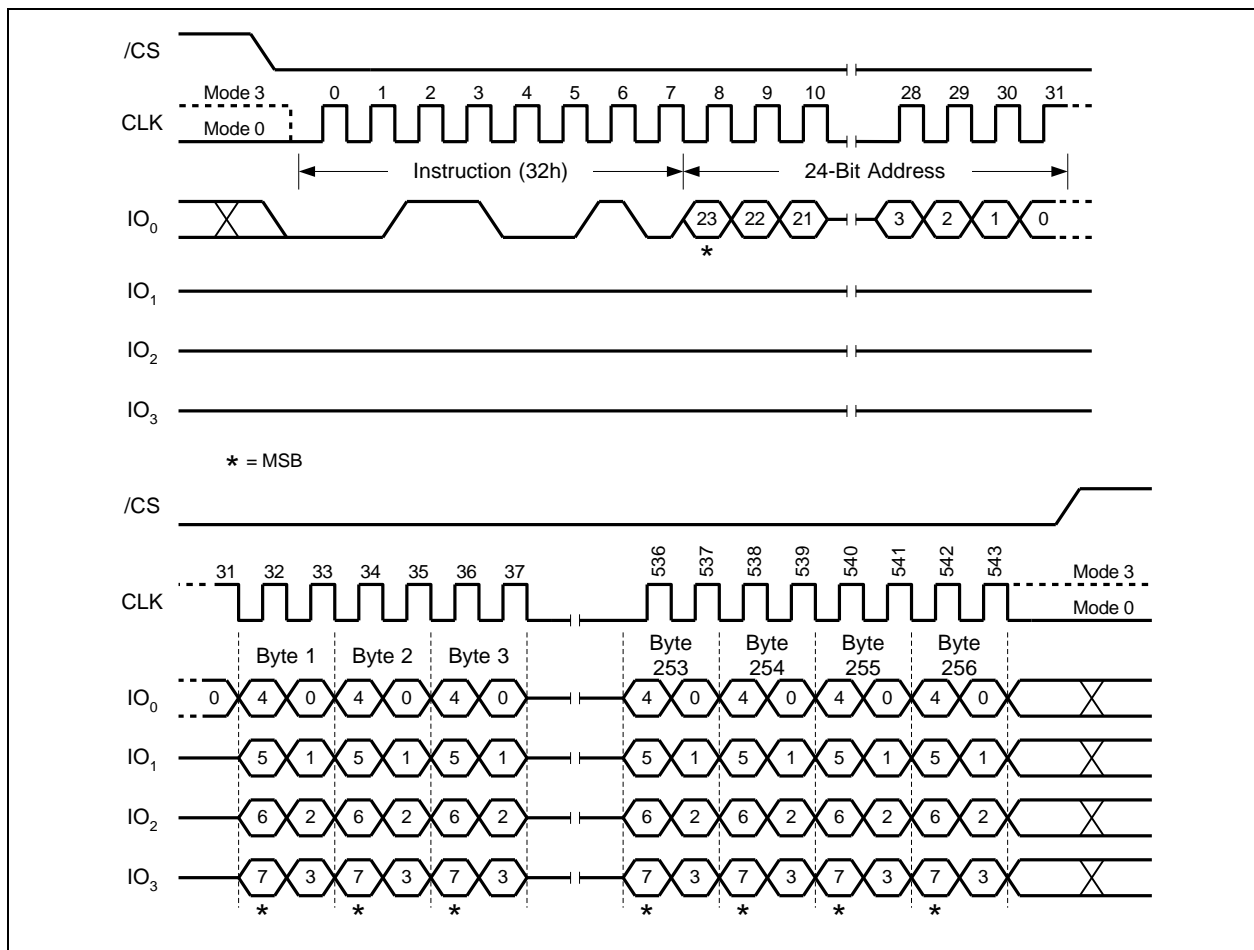 /CS
Mode 3 0 1 2 3 4 5 6 7 8 9 10 28 29 30 31
CLK
Mode 0
Instruction (32h) 24-Bit Address
IO0 23 22 21 3 2 1 0
*
IO1
IO2
IO3
* = MSB
/CS
31 32 33 34 35 36 37 536 537 538 539 540 541 542 543 Mode 3
CLK
Mode 0
Byte 1 Byte 2 Byte 3 Byte 253 Byte 254 Byte 255 Byte 256
IO0 0 4 0 4 0 4 0 4 0 4 0 4 0 4 0
IO1 5 1 5 1 5 1 5 1 5 1 5 1 5 1
IO2 6 2 6 2 6 2 6 2 6 2 6 2 6 2
IO3 7 3 7 3 7 3 7 3 7 3 7 3 7 3
* * * * * * *